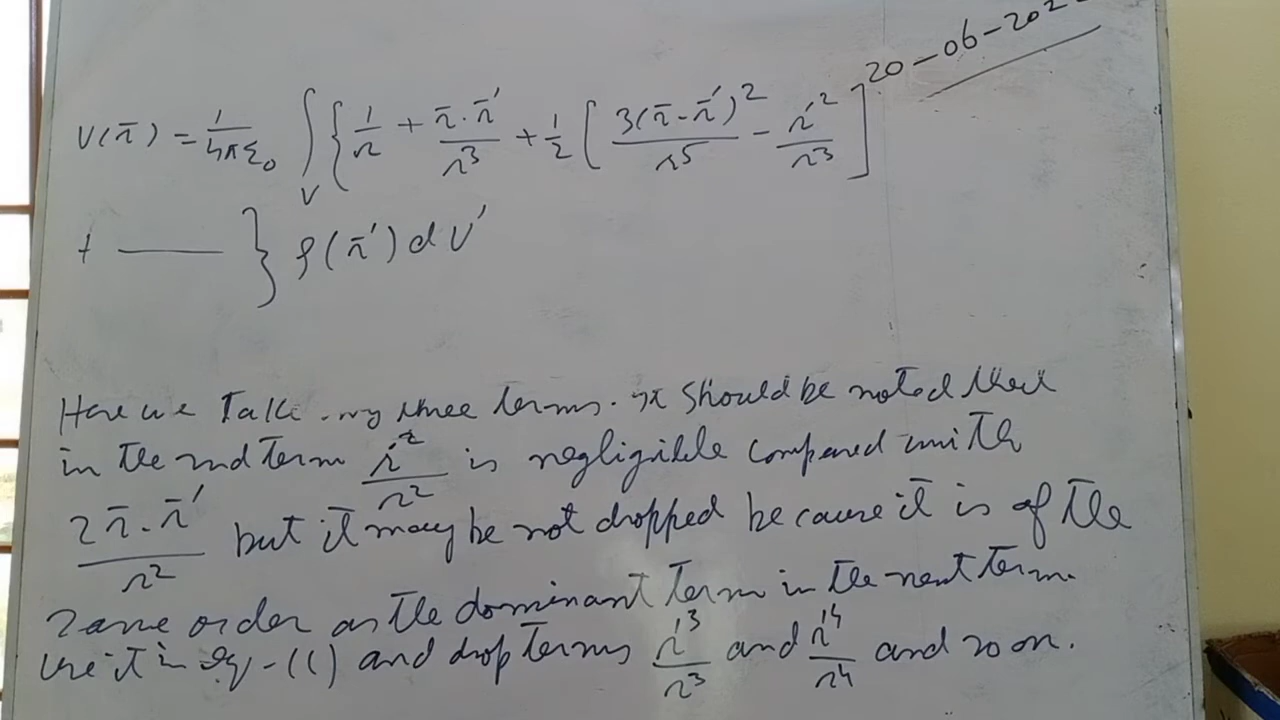 20-06-202
V(r̄) = 1/4πε₀ ∫_V { 1/r + r̄·r̄′/r³ + 1/2 [ 3(r̄·r̄′)²/r⁵ − r′²/r³ ]
+ —— } ρ(r̄′) dV′
Here we Take three terms. It should be noted that
in the 2nd term r′²/r² is negligible compared with
2r̄·r̄′/r² but it may be not dropped because it is of the
same order as the dominant term in the next term.
use it in eq-(1) and drop terms r′³/r³ and r′⁴/r⁴ and so on.